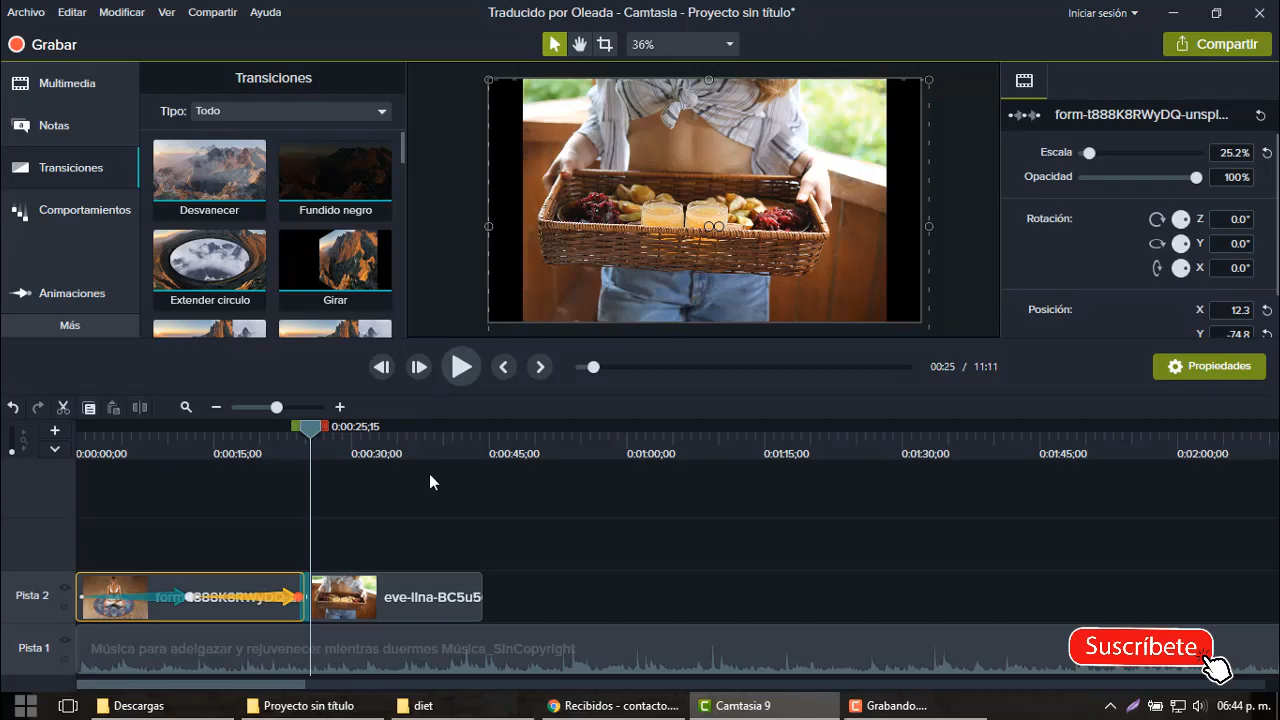 Archivo Editar Modificar Ver Compartir Ayuda
Traducido por Oleada - Camtasia - Proyecto sin título*
Iniciar sesión
Grabar
36%
Compartir
Multimedia
Notas
Transiciones
Comportamientos
Animaciones
Más
Transiciones
Tipo: Todo
Desvanecer
Fundido negro
Extender circulo
Girar
form-t888K8RWyDQ-unspl...
Escala 25.2%
Opacidad 100%
Rotación: Z 0.0°
Y 0.0°
X 0.0°
Posición: X 12.3
Y -74.8
00:25 / 11:11
Propiedades
0:00:25;15
0:00:00;00 0:00:15;00 0:00:30;00 0:00:45;00 0:01:00;00 0:01:15;00 0:01:30;00 0:01:45;00 0:02:00;00
Pista 2
form-t888K8RWyDQ
eve-lina-BC5u5
Pista 1
Música para adelgazar y rejuvenecer mientras duermes Música_SinCopyright
Suscríbete
Descargas
Proyecto sin título
diet
Recibidos - contacto....
Camtasia 9
Grabando....
06:44 p. m.